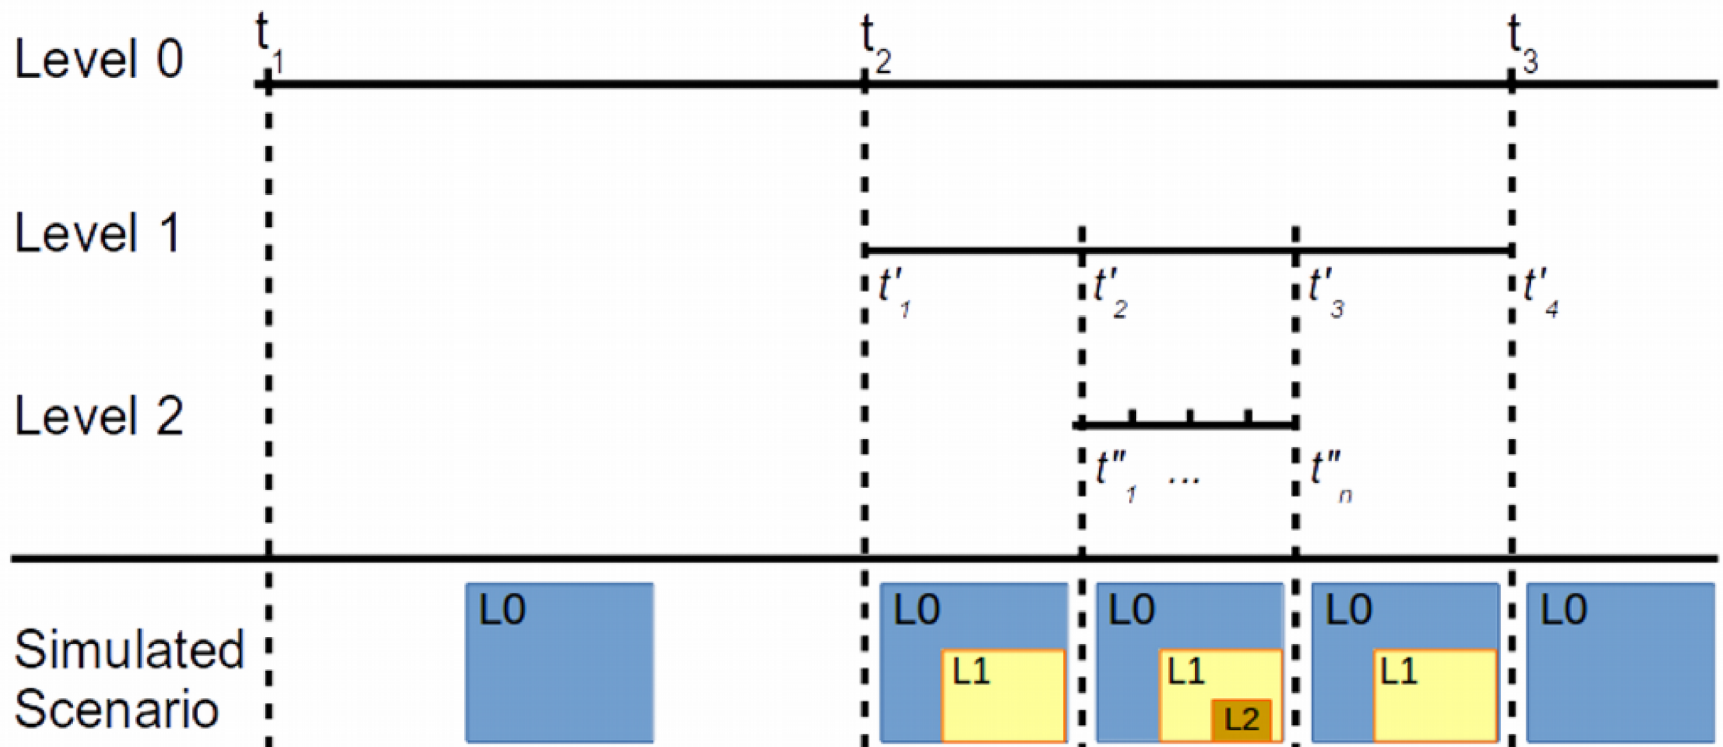 Level 0 t1 t2 t3
Level 1
t'1 t'2 t'3 t'4
Level 2
t"1 ... t"n
L0 L0 L0 L0 L0
Simulated L1 L1 L1
Scenario L2